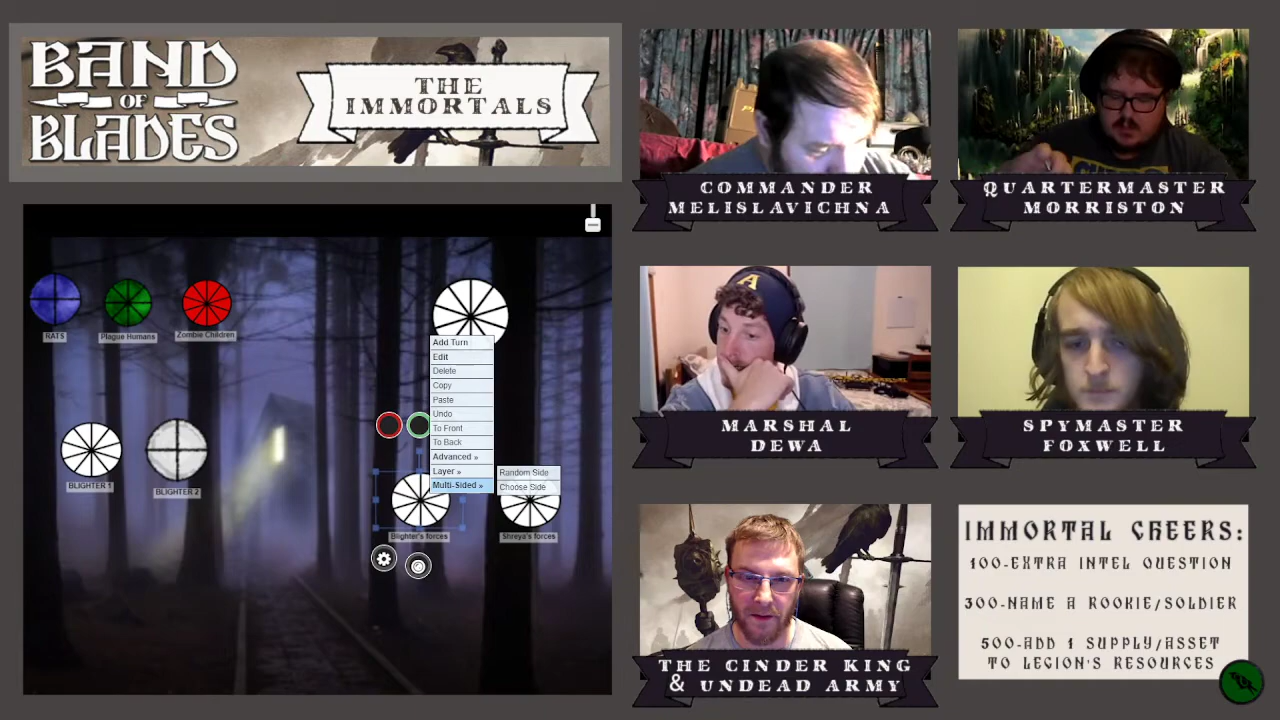 BAND
OF
BLADES
THE
IMMORTALS
COMMANDER
MELISLAVICHNA
QUARTERMASTER
MORRISTON
RATS
Plague Humans
Zombie Children
BLIGHTER 1
BLIGHTER 2
Add Turn
Edit
Delete
Copy
Paste
Undo
To Front
To Back
Advanced »
Layer »
Multi-Sided »
Random Side
Choose Side
Blighter's forces
Shreya's forces
A
MARSHAL
DEWA
SPYMASTER
FOXWELL
THE CINDER KING
& UNDEAD ARMY
IMMORTAL CHEERS:
100-EXTRA INTEL QUESTION
300-NAME A ROOKIE/SOLDIER
500-ADD 1 SUPPLY/ASSET
TO LEGION'S RESOURCES